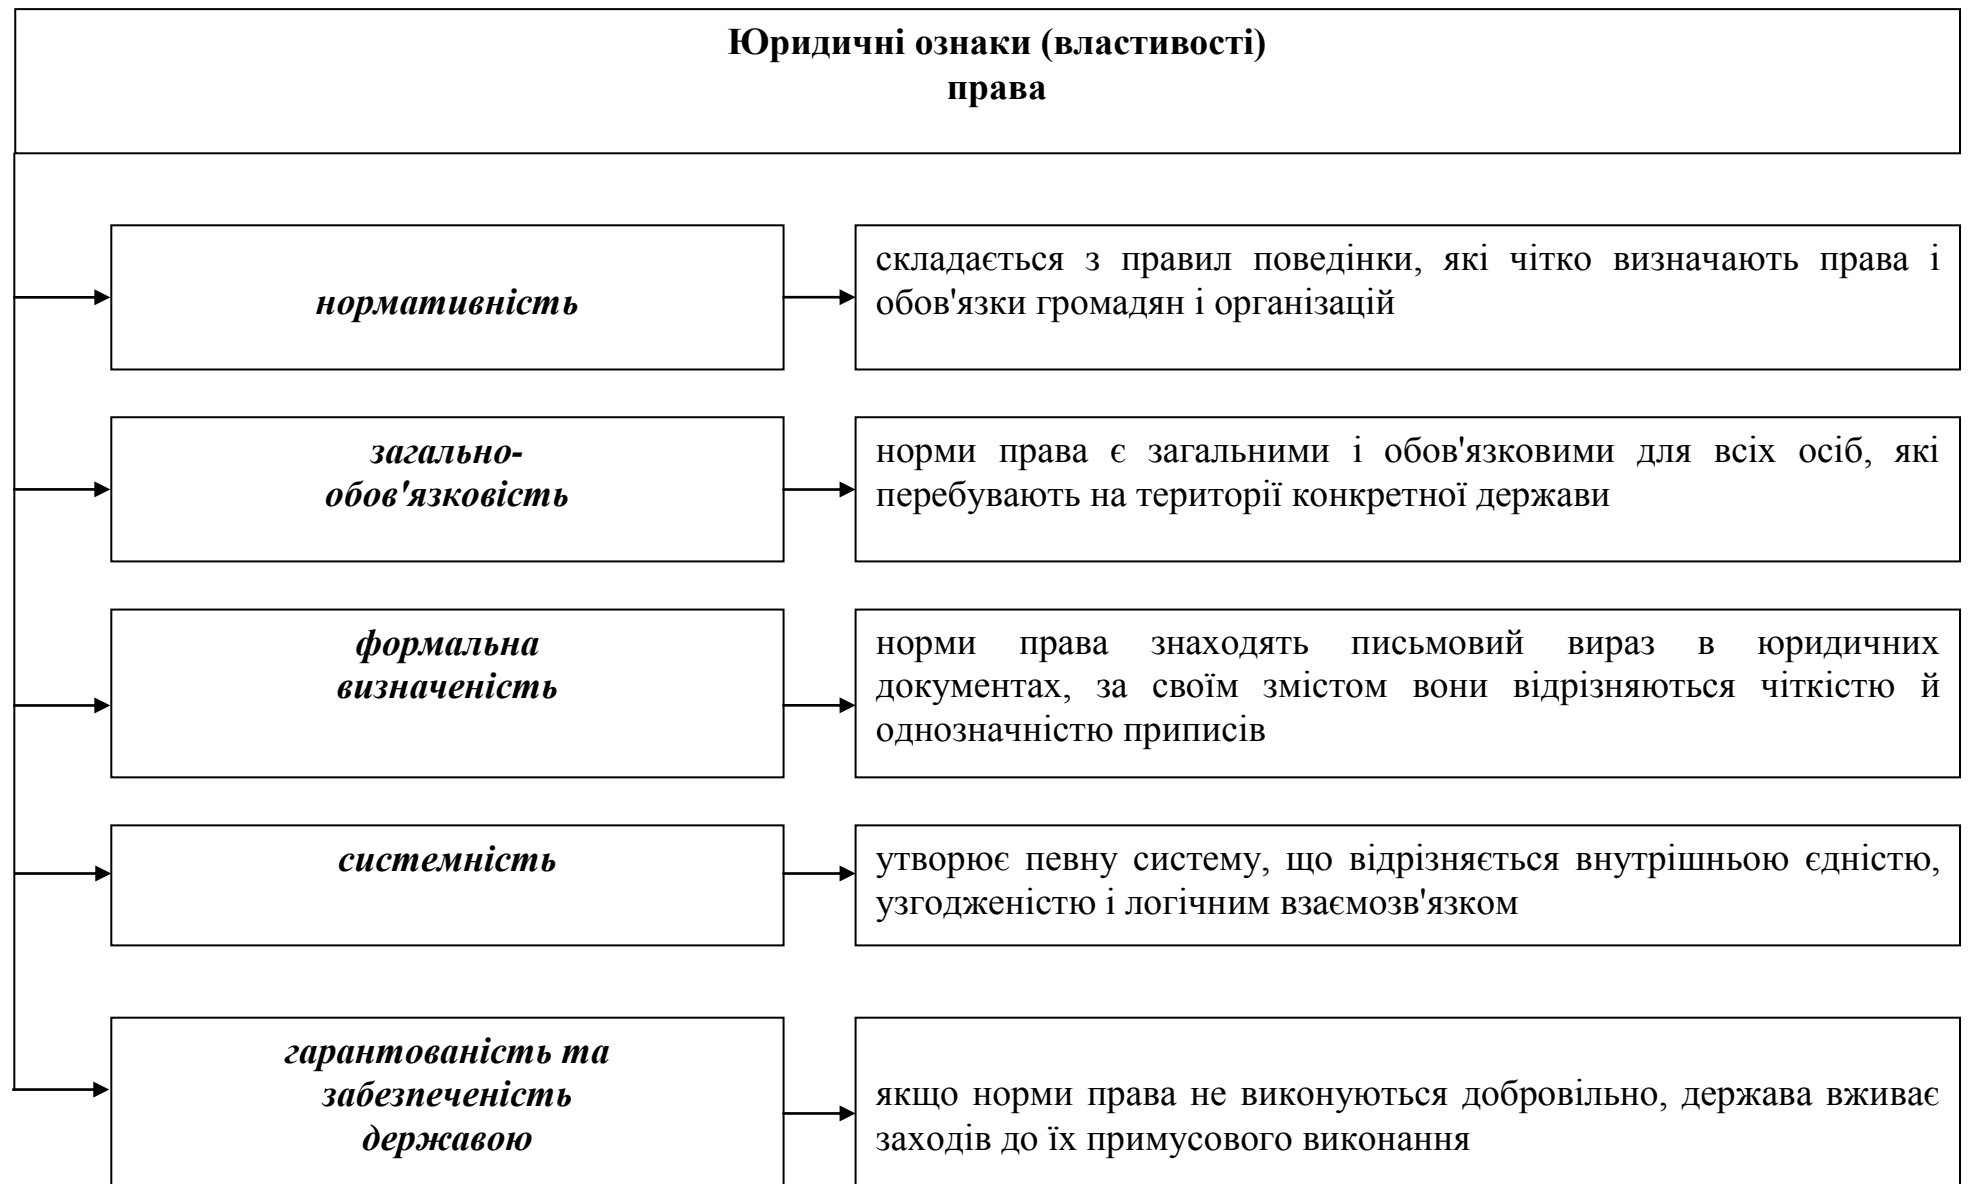 Юридичні ознаки (властивості)
права
нормативність
складається з правил поведінки, які чітко визначають права і
обов'язки громадян і організацій
загально-
обов'язковість
норми права є загальними і обов'язковими для всіх осіб, які
перебувають на території конкретної держави
формальна
визначеність
норми права знаходять письмовий вираз в юридичних
документах, за своїм змістом вони відрізняються чіткістю й
однозначністю приписів
системність
утворює певну систему, що відрізняється внутрішньою єдністю,
узгодженістю і логічним взаємозв'язком
гарантованість та
забезпеченість
державою
якщо норми права не виконуються добровільно, держава вживає
заходів до їх примусового виконання